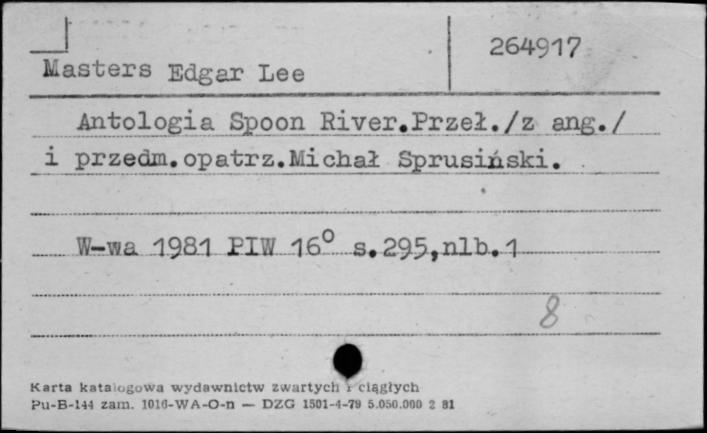 264917
Masters Edgar Lee
Antologia Spoon River.Przeł./z ang./
i przedm.opatrz.Michał Sprusiński.
W-wa 1981 PIW 16° s.295,nlb.1
8
Karta katalogowa wydawnictw zwartych i ciągłych
Pu-B-144 zam. 1016-WA-O-n — DZG 1501-4-79 5.050.000 2 81